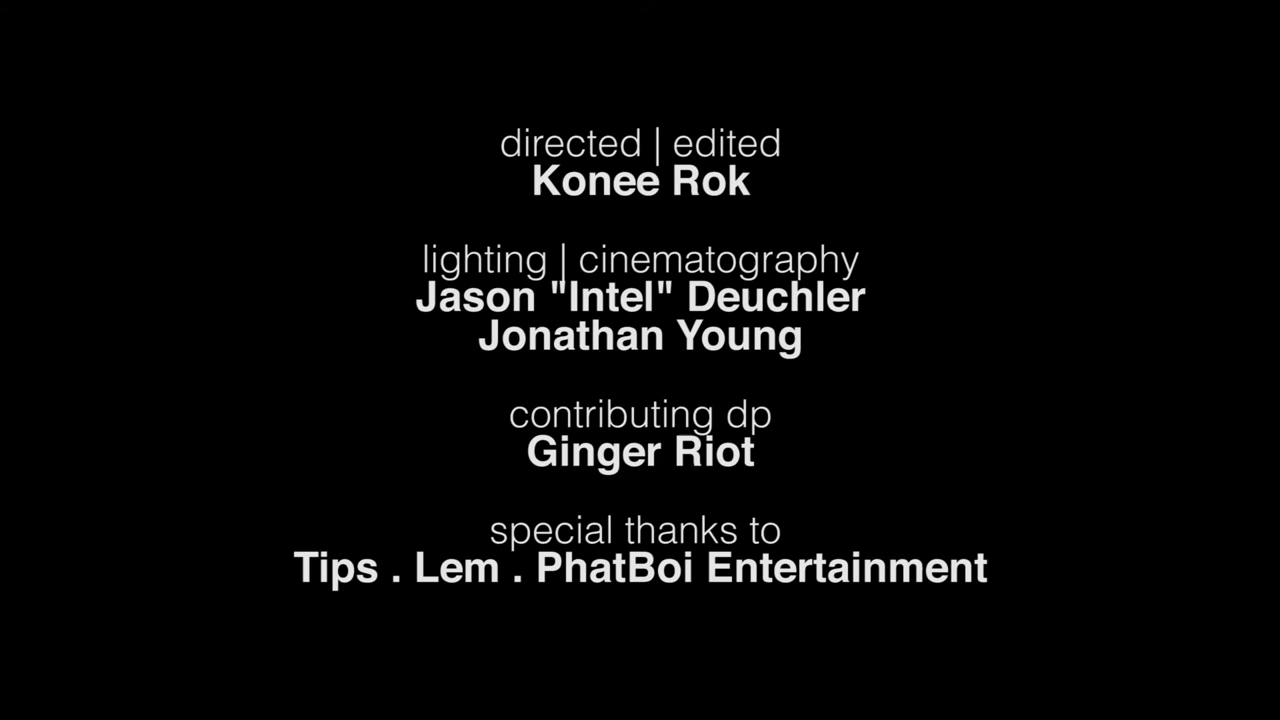 directed | edited
Konee Rok
lighting | cinematography
Jason "Intel" Deuchler
Jonathan Young
contributing dp
Ginger Riot
special thanks to
Tips . Lem . PhatBoi Entertainment